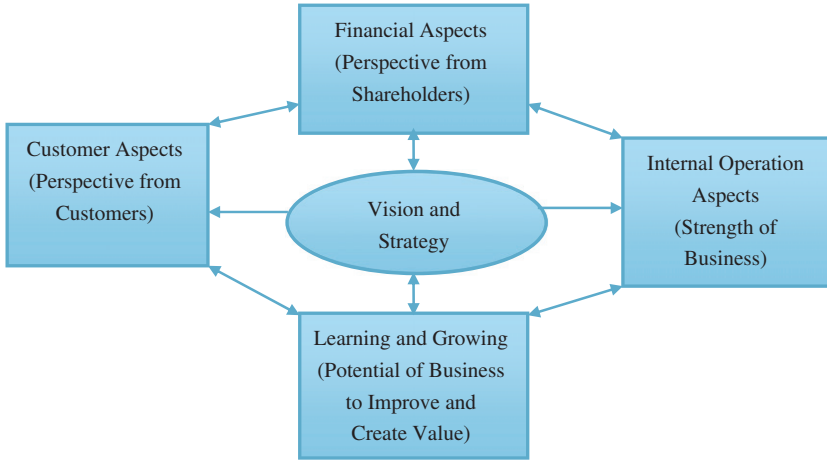 Financial Aspects
(Perspective from
Shareholders)
Customer Aspects
(Perspective from
Customers)
Vision and
Strategy
Internal Operation
Aspects
(Strength of
Business)
Learning and Growing
(Potential of Business
to Improve and
Create Value)